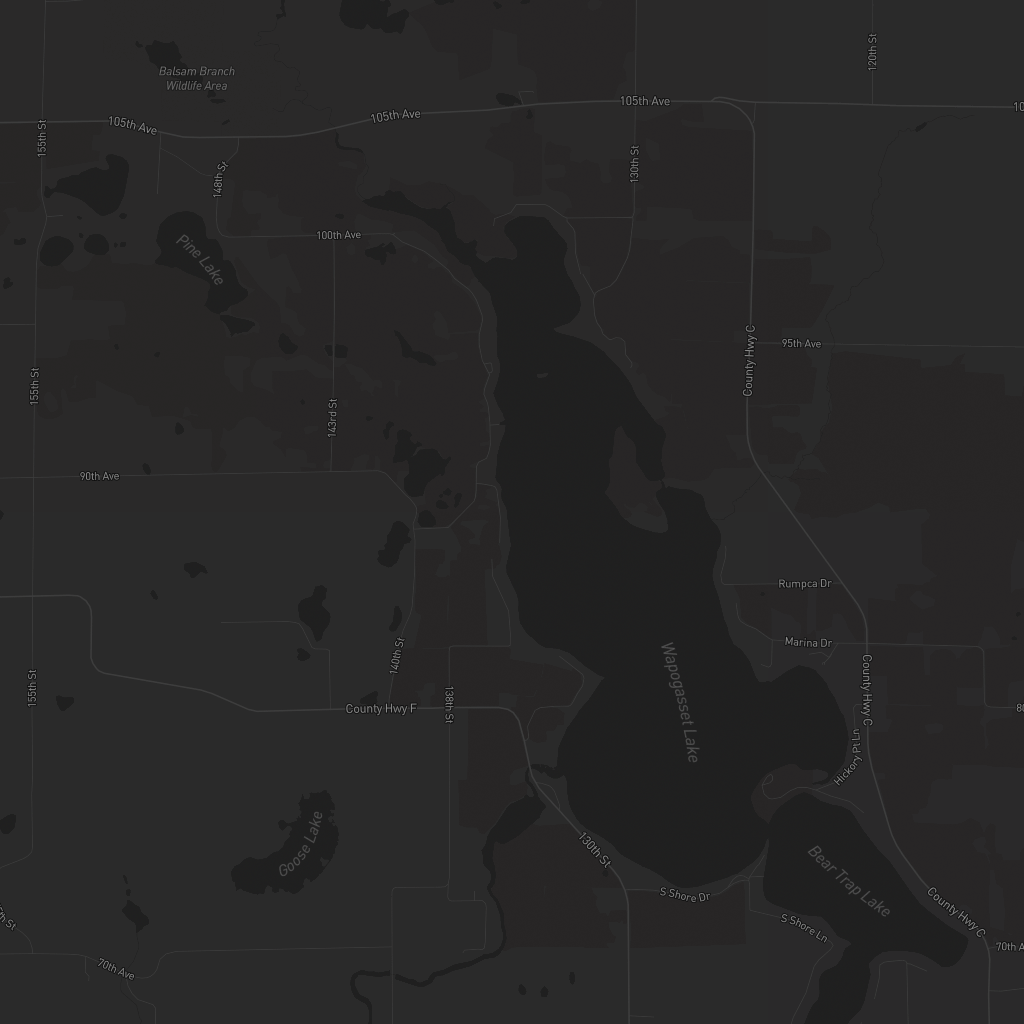 120th St
Balsam Branch
Wildlife Area
105th Ave
10
105th Ave
105th Ave
155th St
130th St
148th St
100th Ave
Pine Lake
County Hwy C
95th Ave
155th St
143rd St
90th Ave
Rumpca Dr
Marina Dr
140th St
155th St
138th St
County Hwy F
Wapogasset Lake
County Hwy C
80
Hickory Pt Ln
Goose Lake
130th St
Bear Trap Lake
S Shore Dr
County Hwy C
S Shore Ln
70th A
70th Ave